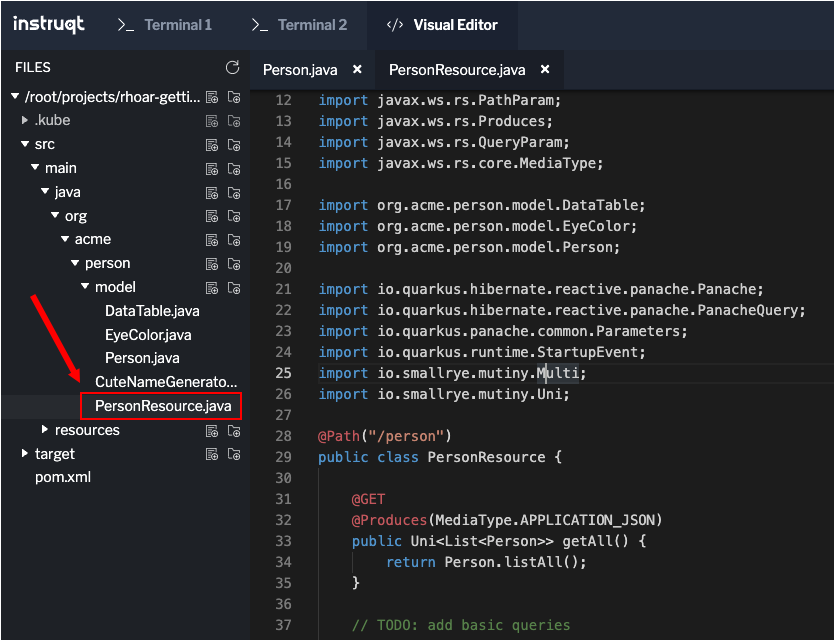 instruqt
>_ Terminal 1
>_ Terminal 2
</> Visual Editor
FILES
/root/projects/rhoar-getti...
.kube
src
main
java
org
acme
person
model
DataTable.java
EyeColor.java
Person.java
CuteNameGenerato...
PersonResource.java
resources
target
pom.xml
Person.java ×
PersonResource.java ×
12 import javax.ws.rs.PathParam;
13 import javax.ws.rs.Produces;
14 import javax.ws.rs.QueryParam;
15 import javax.ws.rs.core.MediaType;
16
17 import org.acme.person.model.DataTable;
18 import org.acme.person.model.EyeColor;
19 import org.acme.person.model.Person;
20
21 import io.quarkus.hibernate.reactive.panache.Panache;
22 import io.quarkus.hibernate.reactive.panache.PanacheQuery;
23 import io.quarkus.panache.common.Parameters;
24 import io.quarkus.runtime.StartupEvent;
25 import io.smallrye.mutiny.Multi;
26 import io.smallrye.mutiny.Uni;
27
28 @Path("/person")
29 public class PersonResource {
30
31 @GET
32 @Produces(MediaType.APPLICATION_JSON)
33 public Uni<List<Person>> getAll() {
34 return Person.listAll();
35 }
36
37 // TODO: add basic queries